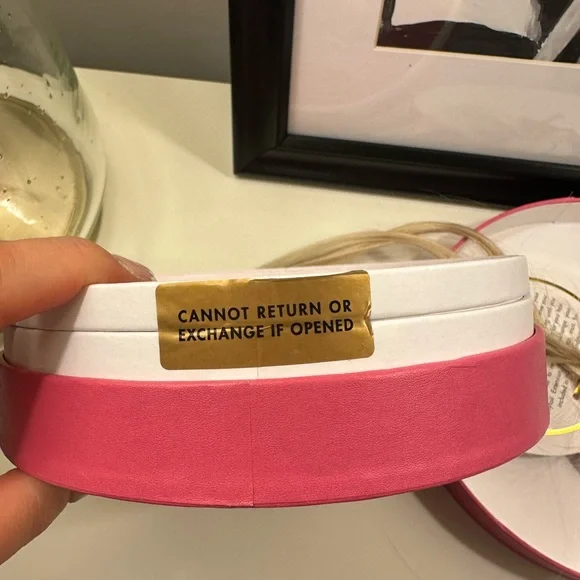 CANNOT RETURN OR
EXCHANGE IF OPENED